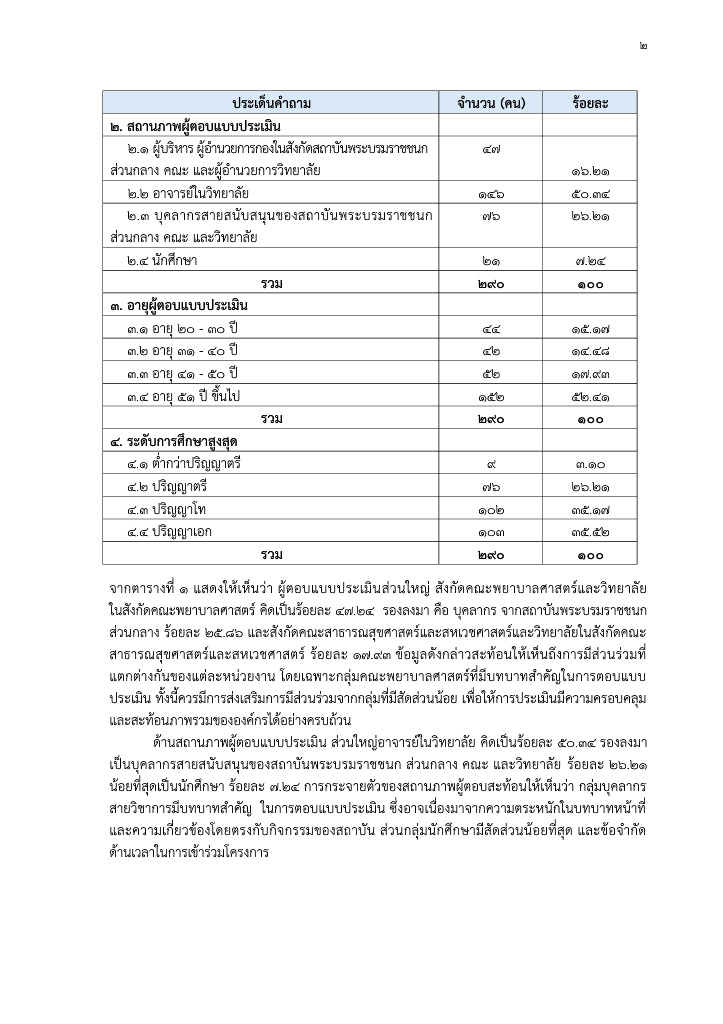 ๒
ประเด็นคำถาม จำนวน (คน) ร้อยละ
๒. สถานภาพผู้ตอบแบบประเมิน
๒.๑ ผู้บริหาร ผู้อำนวยการกองในสังกัดสถาบันพระบรมราชชนก ๔๗
ส่วนกลาง คณะ และผู้อำนวยการวิทยาลัย ๑๖.๒๑
๒.๒ อาจารย์ในวิทยาลัย ๑๔๖ ๕๐.๓๔
๒.๓ บุคลากรสายสนับสนุนของสถาบันพระบรมราชชนก ๗๖ ๒๖.๒๑
ส่วนกลาง คณะ และวิทยาลัย
๒.๔ นักศึกษา ๒๑ ๗.๒๔
รวม ๒๙๐ ๑๐๐
๓. อายุผู้ตอบแบบประเมิน
๓.๑ อายุ ๒๐ - ๓๐ ปี ๔๔ ๑๕.๑๗
๓.๒ อายุ ๓๑ - ๔๐ ปี ๔๒ ๑๔.๔๘
๓.๓ อายุ ๔๑ - ๕๐ ปี ๕๒ ๑๗.๙๓
๓.๔ อายุ ๕๑ ปี ขึ้นไป ๑๕๒ ๕๒.๔๑
รวม ๒๙๐ ๑๐๐
๔. ระดับการศึกษาสูงสุด
๔.๑ ต่ำกว่าปริญญาตรี ๙ ๓.๑๐
๔.๒ ปริญญาตรี ๗๖ ๒๖.๒๑
๔.๓ ปริญญาโท ๑๐๒ ๓๕.๑๗
๔.๔ ปริญญาเอก ๑๐๓ ๓๕.๕๒
รวม ๒๙๐ ๑๐๐
จากตารางที่ ๑ แสดงให้เห็นว่า ผู้ตอบแบบประเมินส่วนใหญ่ สังกัดคณะพยาบาลศาสตร์และวิทยาลัย
ในสังกัดคณะพยาบาลศาสตร์ คิดเป็นร้อยละ ๔๗.๒๔ รองลงมา คือ บุคลากร จากสถาบันพระบรมราชชนก
ส่วนกลาง ร้อยละ ๒๕.๘๖ และสังกัดคณะสาธารณสุขศาสตร์และสหเวชศาสตร์และวิทยาลัยในสังกัดคณะ
สาธารณสุขศาสตร์และสหเวชศาสตร์ ร้อยละ ๑๗.๙๓ ข้อมูลดังกล่าวสะท้อนให้เห็นถึงการมีส่วนร่วมที่
แตกต่างกันของแต่ละหน่วยงาน โดยเฉพาะกลุ่มคณะพยาบาลศาสตร์ที่มีบทบาทสำคัญในการตอบแบบ
ประเมิน ทั้งนี้ควรมีการส่งเสริมการมีส่วนร่วมจากกลุ่มที่มีสัดส่วนน้อย เพื่อให้การประเมินมีความครอบคลุม
และสะท้อนภาพรวมขององค์กรได้อย่างครบถ้วน
ด้านสถานภาพผู้ตอบแบบประเมิน ส่วนใหญ่อาจารย์ในวิทยาลัย คิดเป็นร้อยละ ๕๐.๓๔ รองลงมา
เป็นบุคลากรสายสนับสนุนของสถาบันพระบรมราชชนก ส่วนกลาง คณะ และวิทยาลัย ร้อยละ ๒๖.๒๑
น้อยที่สุดเป็นนักศึกษา ร้อยละ ๗.๒๔ การกระจายตัวของสถานภาพผู้ตอบสะท้อนให้เห็นว่า กลุ่มบุคลากร
สายวิชาการมีบทบาทสำคัญ ในการตอบแบบประเมิน ซึ่งอาจเนื่องมาจากความตระหนักในบทบาทหน้าที่
และความเกี่ยวข้องโดยตรงกับกิจกรรมของสถาบัน ส่วนกลุ่มนักศึกษามีสัดส่วนน้อยที่สุด และข้อจำกัด
ด้านเวลาในการเข้าร่วมโครงการ